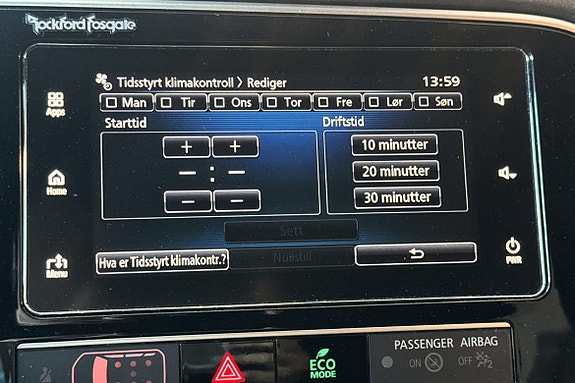 Rockford Fosgate
Tidsstyrt klimakontroll > Rediger 13:59
Man Tir Ons Tor Fre Lør Søn
Starttid Driftstid
+ + 10 minutter
– : – 20 minutter
– – 30 minutter
Sett
Hva er Tidsstyrt klimakontr.? Nullstill
Apps
Home
Menu
PWR
ECO
MODE
PASSENGER AIRBAG
ON OFF